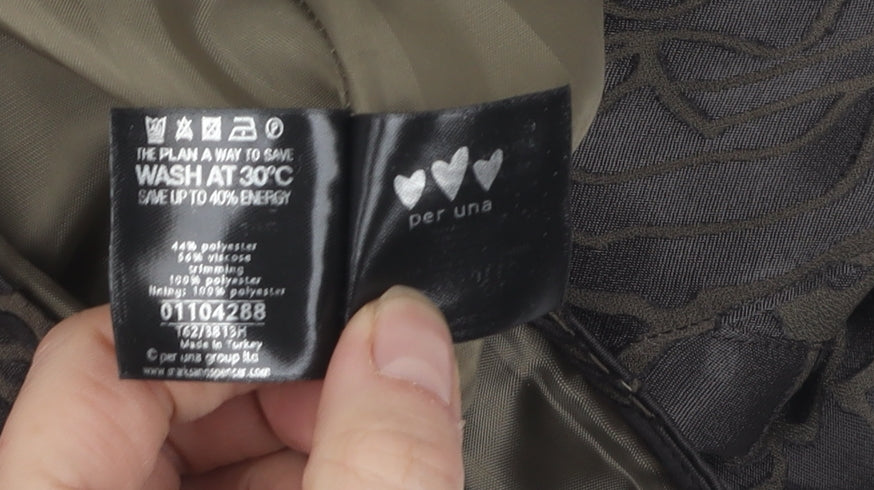 THE PLAN A WAY TO SAVE
WASH AT 30°C
SAVE UP TO 40% ENERGY
44% polyester
56% viscose
trimming
100% polyester
lining: 100% polyester
01104288
T62/3813H
Made in Turkey
© per una group ltd
www.marksandspencer.com
per una